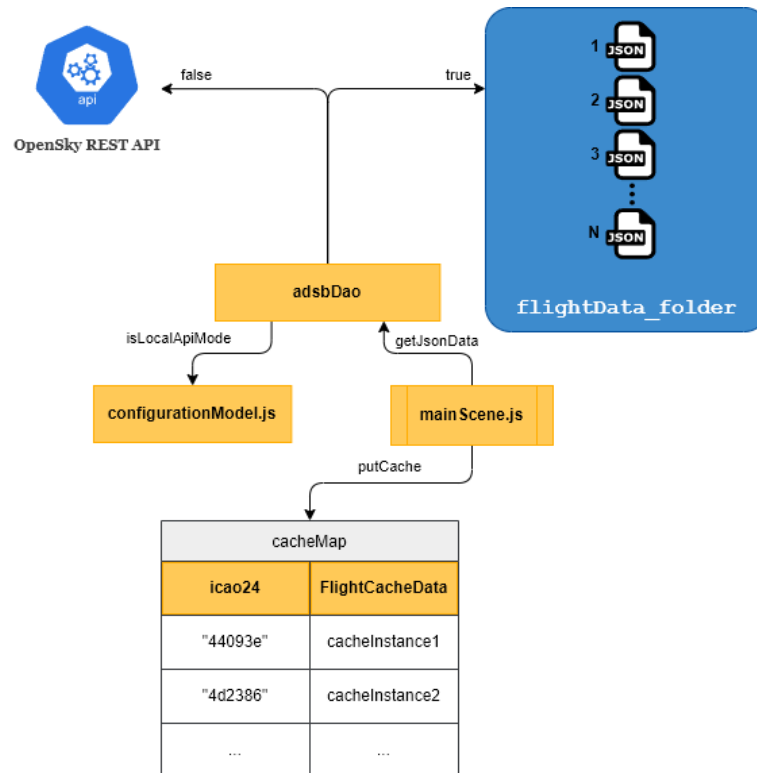 api
OpenSky REST API
false
true
1 JSON
2 JSON
3 JSON
N JSON
flightData_folder
adsbDao
isLocalApiMode
getJsonData
configurationModel.js
mainScene.js
putCache
cacheMap
icao24 FlightCacheData
"44093e" cacheInstance1
"4d2386" cacheInstance2
... ...